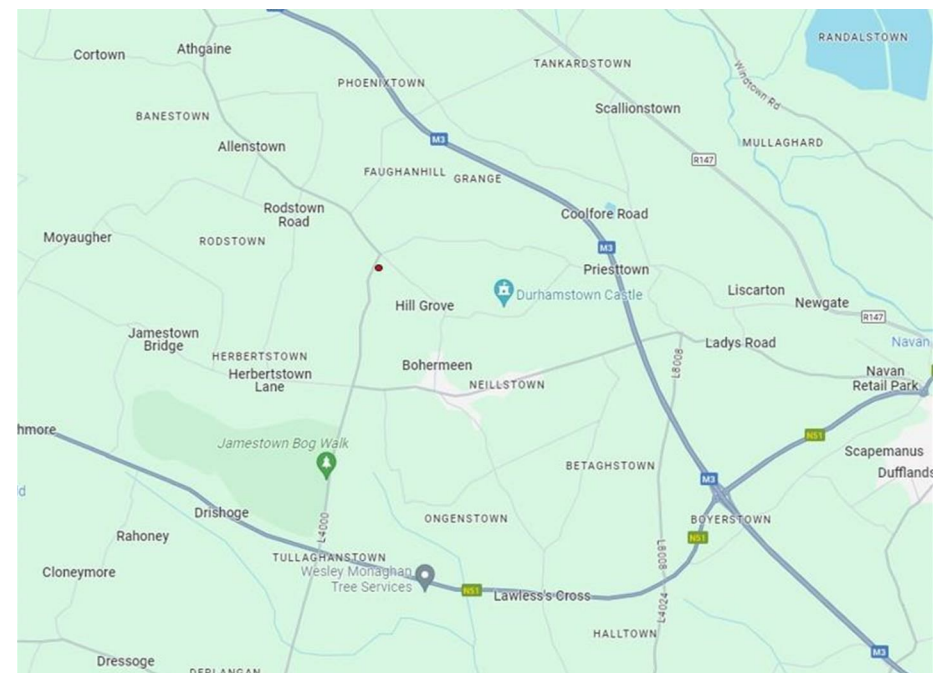 RANDALSTOWN
Cortown
Athgaine
TANKARDSTOWN
Windtown Rd
PHOENIXTOWN
Scallionstown
BANESTOWN
M3
MULLAGHARD
Allenstown
R147
FAUGHANHILL
GRANGE
Rodstown
Road
Coolfore Road
Moyaugher
RODSTOWN
M3
Priesttown
Durhamstown Castle
Liscarton
Newgate
Hill Grove
R147
Jamestown
Bridge
Ladys Road
Navan
HERBERTSTOWN
Herbertstown
Lane
Bohermeen
L8008
NEILLSTOWN
Navan
Retail Park
hmore
Jamestown Bog Walk
N51
Scapemanus
BETAGHSTOWN
Dufflands
M3
d
Drishoge
ONGENSTOWN
BOYERSTOWN
L4000
Rahoney
N51
TULLAGHANSTOWN
Cloneymore
Wesley Monaghan
Tree Services
L8008
N51
Lawless's Cross
L4024
HALLTOWN
M3
Dressoge
DERLANGAN